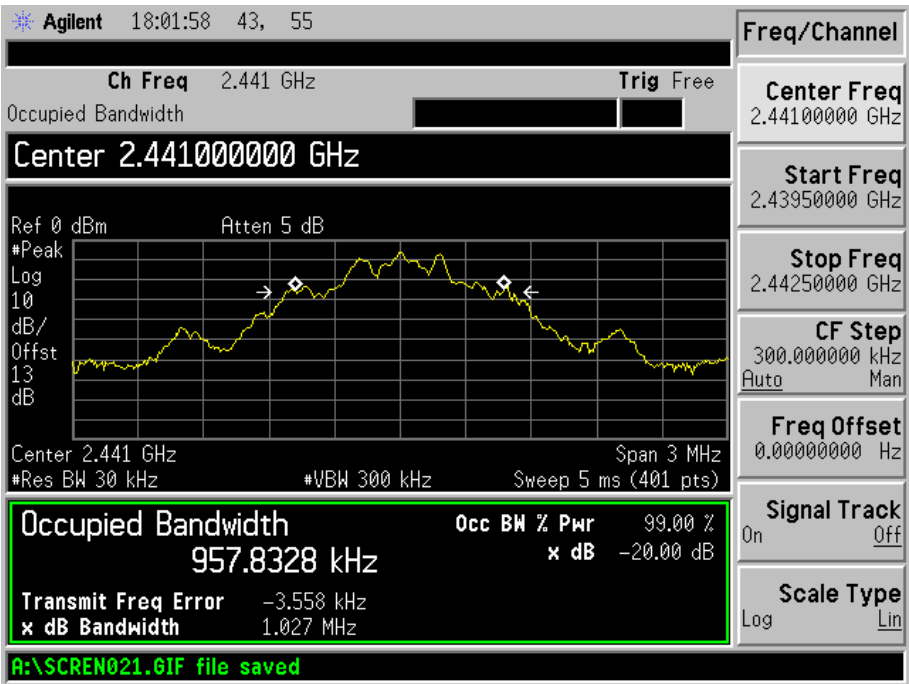 Agilent 18:01:58 43, 55
Ch Freq 2.441 GHz Trig Free
Occupied Bandwidth
Center 2.441000000 GHz
Ref 0 dBm Atten 5 dB
#Peak
Log
10
dB/
Offst
13
dB
Center 2.441 GHz Span 3 MHz
#Res BW 30 kHz #VBW 300 kHz Sweep 5 ms (401 pts)
Occupied Bandwidth
957.8328 kHz
Occ BW % Pwr 99.00 %
x dB -20.00 dB
Transmit Freq Error -3.558 kHz
x dB Bandwidth 1.027 MHz
A:\SCREN021.GIF file saved
Freq/Channel
Center Freq
2.44100000 GHz
Start Freq
2.43950000 GHz
Stop Freq
2.44250000 GHz
CF Step
300.000000 kHz
Auto Man
Freq Offset
0.00000000 Hz
Signal Track
On Off
Scale Type
Log Lin